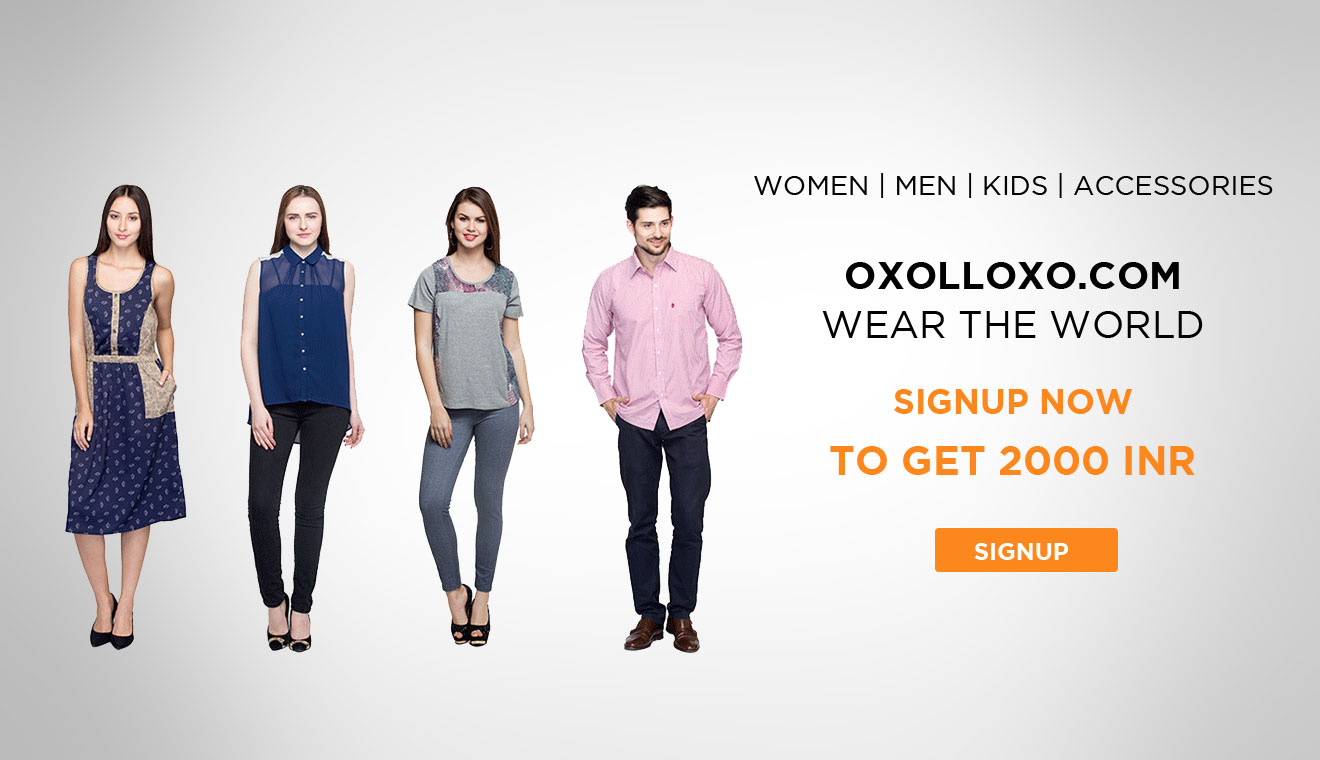 WOMEN | MEN | KIDS | ACCESSORIES
OXOLLOXO.COM
WEAR THE WORLD
SIGNUP NOW
TO GET 2000 INR
SIGNUP